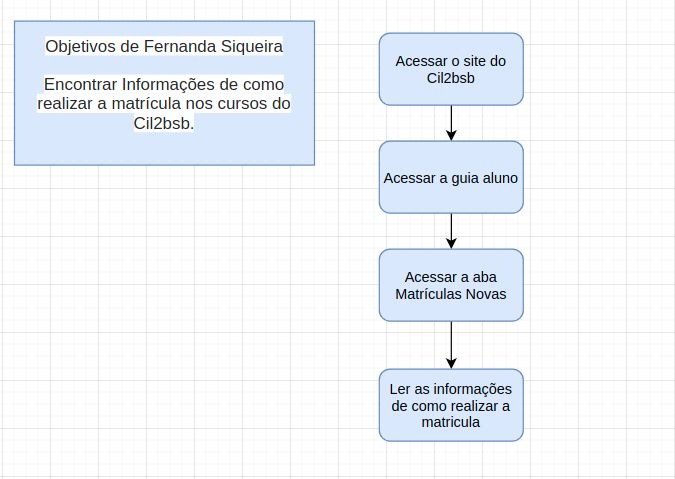 Objetivos de Fernanda Siqueira
Encontrar Informações de como
realizar a matrícula nos cursos do
Cil2bsb.
Acessar o site do
Cil2bsb
Acessar a guia aluno
Acessar a aba
Matrículas Novas
Ler as informações
de como realizar a
matricula